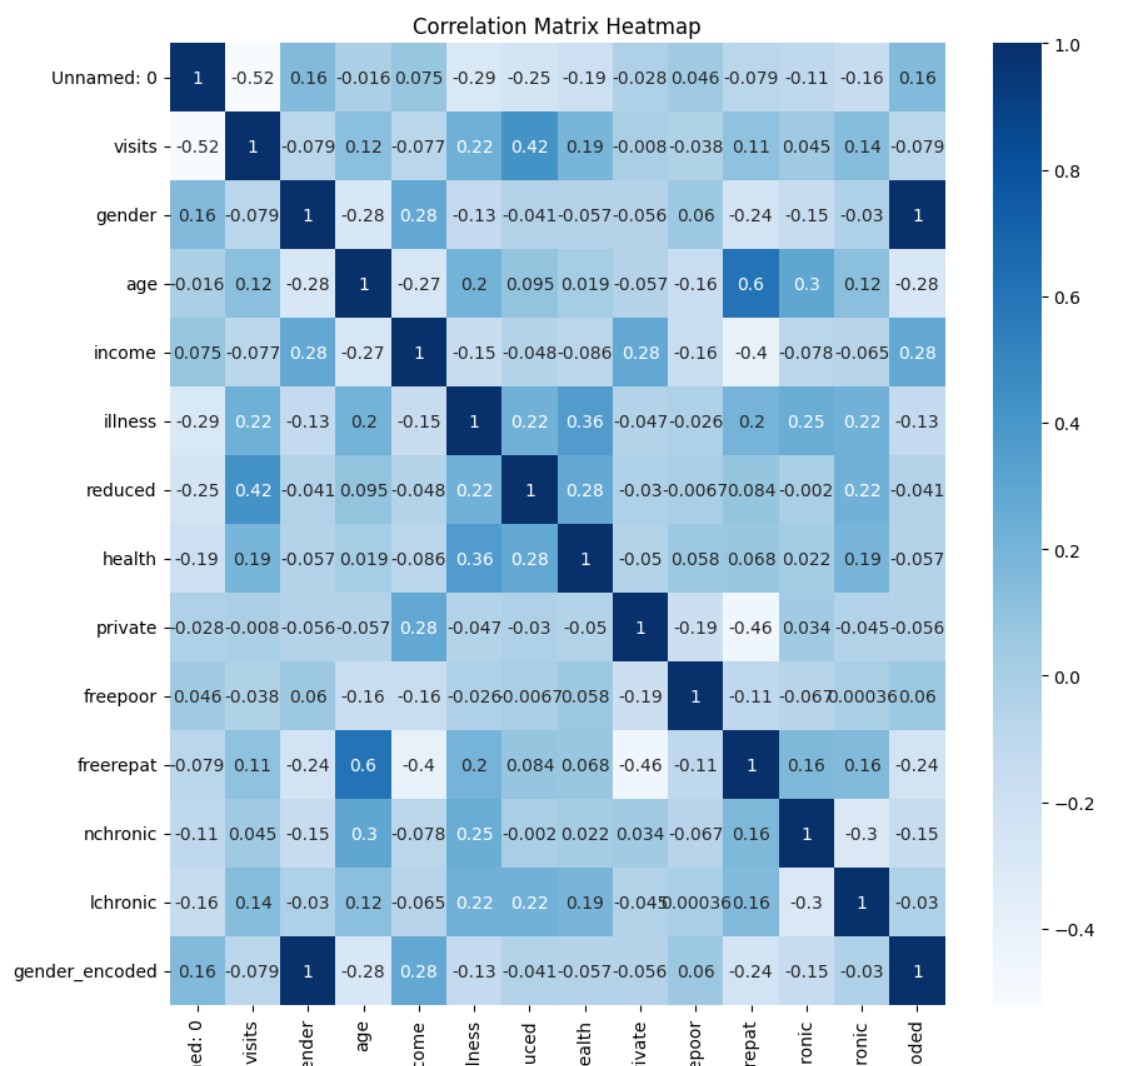 Correlation Matrix Heatmap
Unnamed: 0 1 -0.52 0.16 -0.016 0.075 -0.29 -0.25 -0.19 -0.028 0.046 -0.079 -0.11 -0.16 0.16
visits -0.52 1 -0.079 0.12 -0.077 0.22 0.42 0.19 -0.008 -0.038 0.11 0.045 0.14 -0.079
gender 0.16 -0.079 1 -0.28 0.28 -0.13 -0.041 -0.057 -0.056 0.06 -0.24 -0.15 -0.03 1
age -0.016 0.12 -0.28 1 -0.27 0.2 0.095 0.019 -0.057 -0.16 0.6 0.3 0.12 -0.28
income 0.075 -0.077 0.28 -0.27 1 -0.15 -0.048 -0.086 0.28 -0.16 -0.4 -0.078 -0.065 0.28
illness -0.29 0.22 -0.13 0.2 -0.15 1 0.22 0.36 -0.047 -0.026 0.2 0.25 0.22 -0.13
reduced -0.25 0.42 -0.041 0.095 -0.048 0.22 1 0.28 -0.03 -0.0067 0.084 -0.002 0.22 -0.041
health -0.19 0.19 -0.057 0.019 -0.086 0.36 0.28 1 -0.05 0.058 0.068 0.022 0.19 -0.057
private -0.028 -0.008 -0.056 -0.057 0.28 -0.047 -0.03 -0.05 1 -0.19 -0.46 0.034 -0.045 -0.056
freepoor 0.046 -0.038 0.06 -0.16 -0.16 -0.026 -0.0067 0.058 -0.19 1 -0.11 -0.067 0.00036 0.06
freerepat -0.079 0.11 -0.24 0.6 -0.4 0.2 0.084 0.068 -0.46 -0.11 1 0.16 0.16 -0.24
nchronic -0.11 0.045 -0.15 0.3 -0.078 0.25 -0.002 0.022 0.034 -0.067 0.16 1 -0.3 -0.15
lchronic -0.16 0.14 -0.03 0.12 -0.065 0.22 0.22 0.19 -0.045 0.00036 0.16 -0.3 1 -0.03
gender_encoded 0.16 -0.079 1 -0.28 0.28 -0.13 -0.041 -0.057 -0.056 0.06 -0.24 -0.15 -0.03 1
ned: 0
visits
ender
age
come
lness
uced
ealth
ivate
epoor
repat
ronic
ronic
oded
1.0
0.8
0.6
0.4
0.2
0.0
−0.2
−0.4